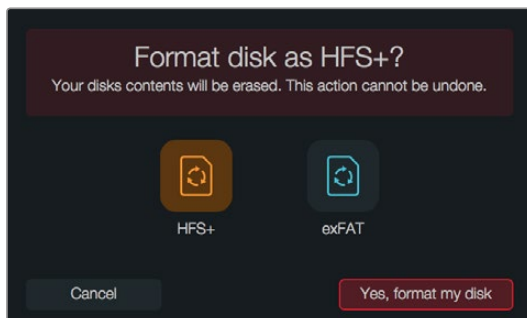 Format disk as HFS+?
Your disks contents will be erased. This action cannot be undone.
HFS+
exFAT
Cancel
Yes, format my disk